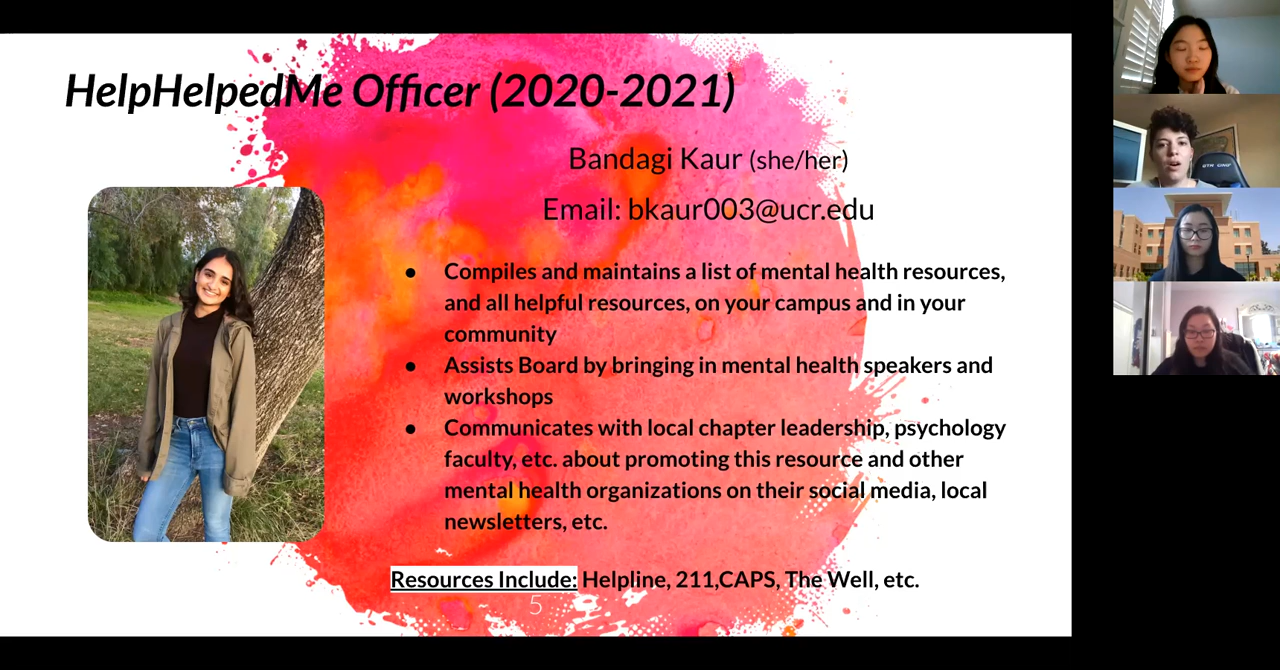 HelpHelpedMe Officer (2020-2021)
Bandagi Kaur (she/her)
Email: bkaur003@ucr.edu
● Compiles and maintains a list of mental health resources,
and all helpful resources, on your campus and in your
community
● Assists Board by bringing in mental health speakers and
workshops
● Communicates with local chapter leadership, psychology
faculty, etc. about promoting this resource and other
mental health organizations on their social media, local
newsletters, etc.
Resources Include: Helpline, 211,CAPS, The Well, etc.
5